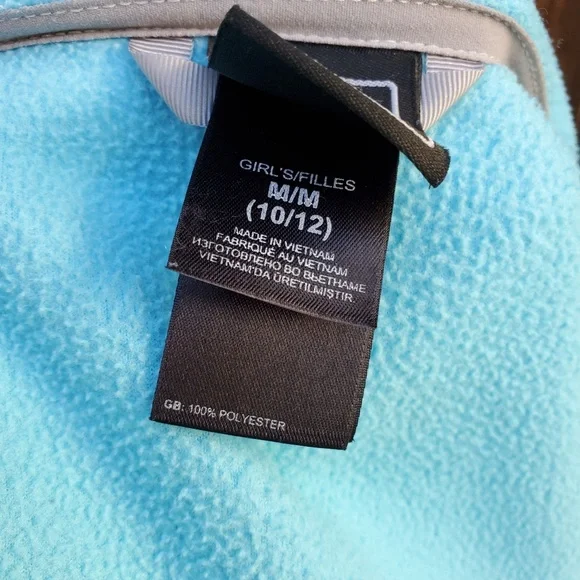 GIRL'S/FILLES
M/M
(10/12)
MADE IN VIETNAM
FABRIQUÉ AU VIETNAM
ИЗГОТОВЛЕНО ВО ВЬЕТНАМЕ
VIETNAM'DA ÜRETİLMİŞTİR.
GB: 100% POLYESTER